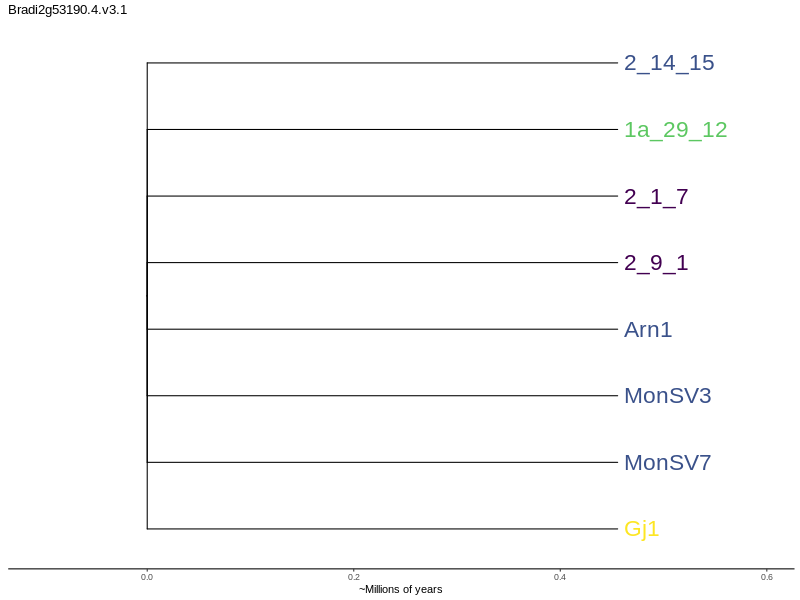 Bradi2g53190.4.v3.1
2_14_15
1a_29_12
2_1_7
2_9_1
Arn1
MonSV3
MonSV7
Gj1
0.0 0.2 0.4 0.6
~Millions of years